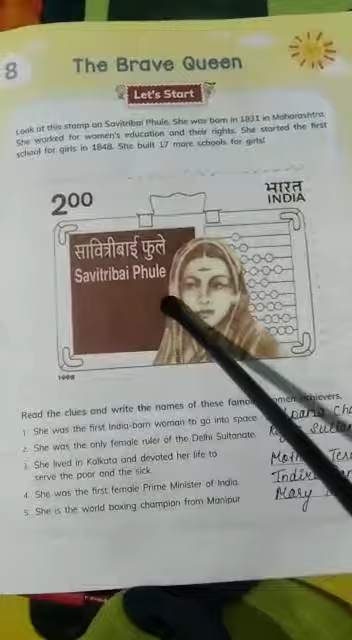 8
The Brave Queen
Let's Start
Look at this stamp on Savitribai Phule. She was born in 1831 in Maharashtra.
She worked for women's education and their rights. She started the first
school for girls in 1848. She built 17 more schools for girls!
200
भारत
INDIA
सावित्रीबाई फुले
Savitribai Phule
1998
Read the clues and write the names of these famous women achievers.
1. She was the first India-born woman to go into space
2. She was the only female ruler of the Delhi Sultanate.
3. She lived in Kolkata and devoted her life to
serve the poor and the sick.
4. She was the first female Prime Minister of India.
5. She is the world boxing champion from Manipur
Mary